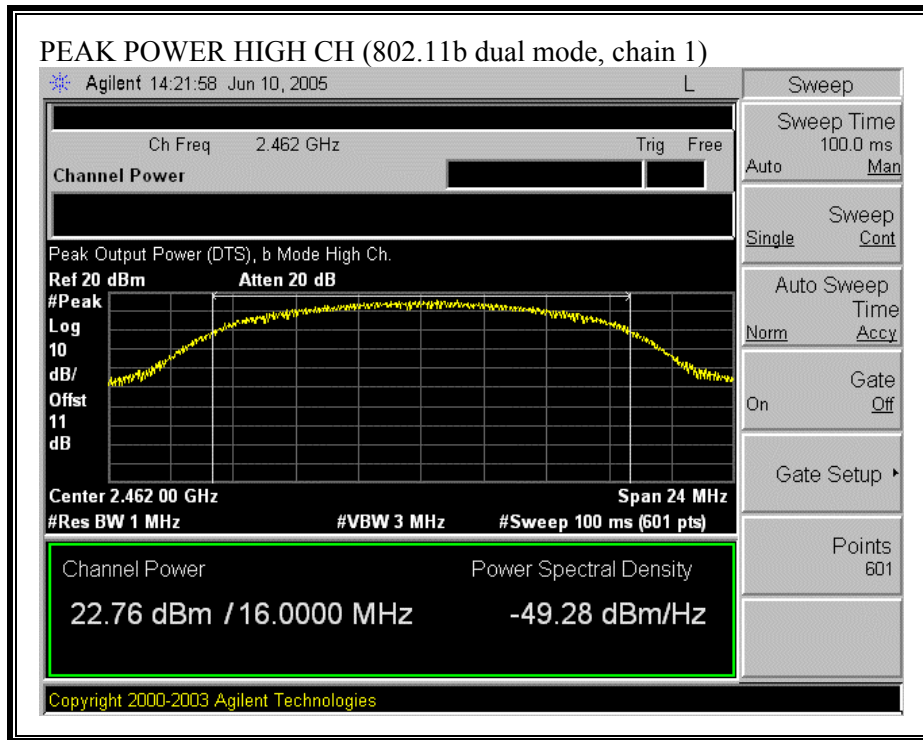 PEAK POWER HIGH CH (802.11b dual mode, chain 1)
Agilent 14:21:58 Jun 10, 2005 L
Ch Freq 2.462 GHz Trig Free
Channel Power
Peak Output Power (DTS), b Mode High Ch.
Ref 20 dBm Atten 20 dB
#Peak
Log
10
dB/
Offst
11
dB
Center 2.462 00 GHz Span 24 MHz
#Res BW 1 MHz #VBW 3 MHz #Sweep 100 ms (601 pts)
Channel Power Power Spectral Density
22.76 dBm / 16.0000 MHz -49.28 dBm/Hz
Copyright 2000-2003 Agilent Technologies
Sweep
Sweep Time
100.0 ms
Auto Man
Sweep
Single Cont
Auto Sweep
Time
Norm Accy
Gate
On Off
Gate Setup
Points
601